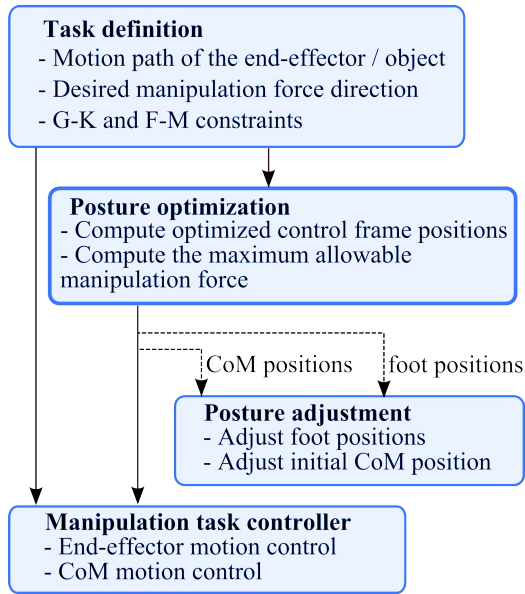 Task definition
- Motion path of the end-effector / object
- Desired manipulation force direction
- G-K and F-M constraints
Posture optimization
- Compute optimized control frame positions
- Compute the maximum allowable
manipulation force
CoM positions
foot positions
Posture adjustment
- Adjust foot positions
- Adjust initial CoM position
Manipulation task controller
- End-effector motion control
- CoM motion control